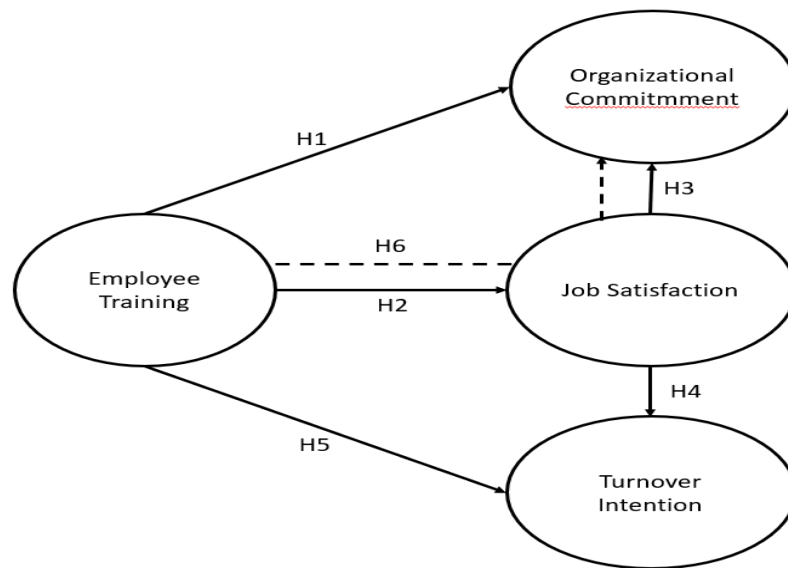 Organizational
Commitmment
H1
H3
H6
Employee
Training
Job Satisfaction
H2
H4
H5
Turnover
Intention